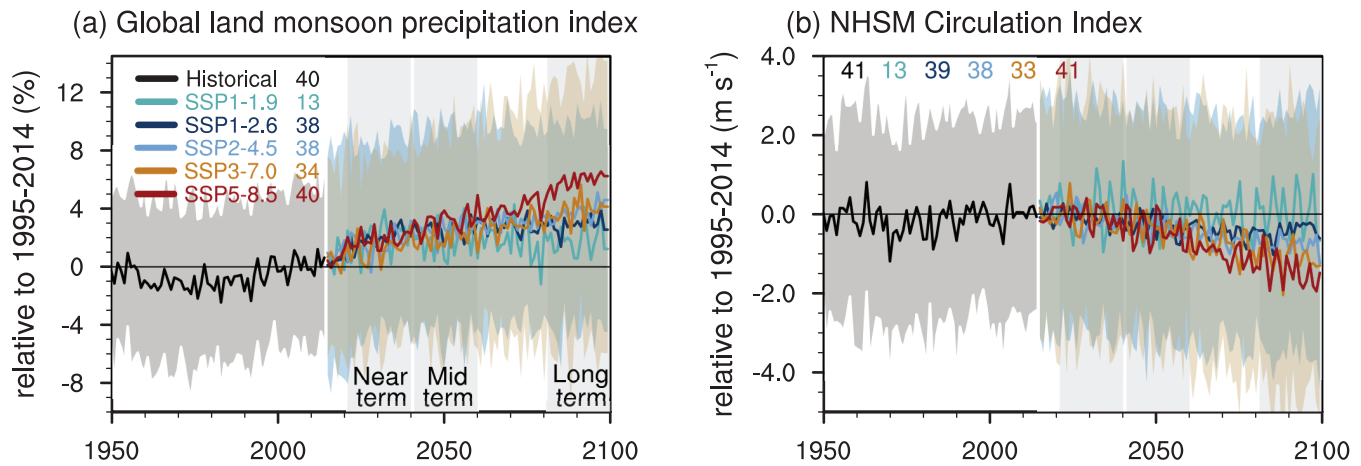 (a) Global land monsoon precipitation index
relative to 1995-2014 (%)
12
8
4
0
-4
-8
Historical 40
SSP1-1.9 13
SSP1-2.6 38
SSP2-4.5 38
SSP3-7.0 34
SSP5-8.5 40
Near term
Mid term
Long term
1950 2000 2050 2100
(b) NHSM Circulation Index
relative to 1995-2014 (m s⁻¹)
4.0
2.0
0.0
-2.0
-4.0
41 13 39 38 33 41
1950 2000 2050 2100